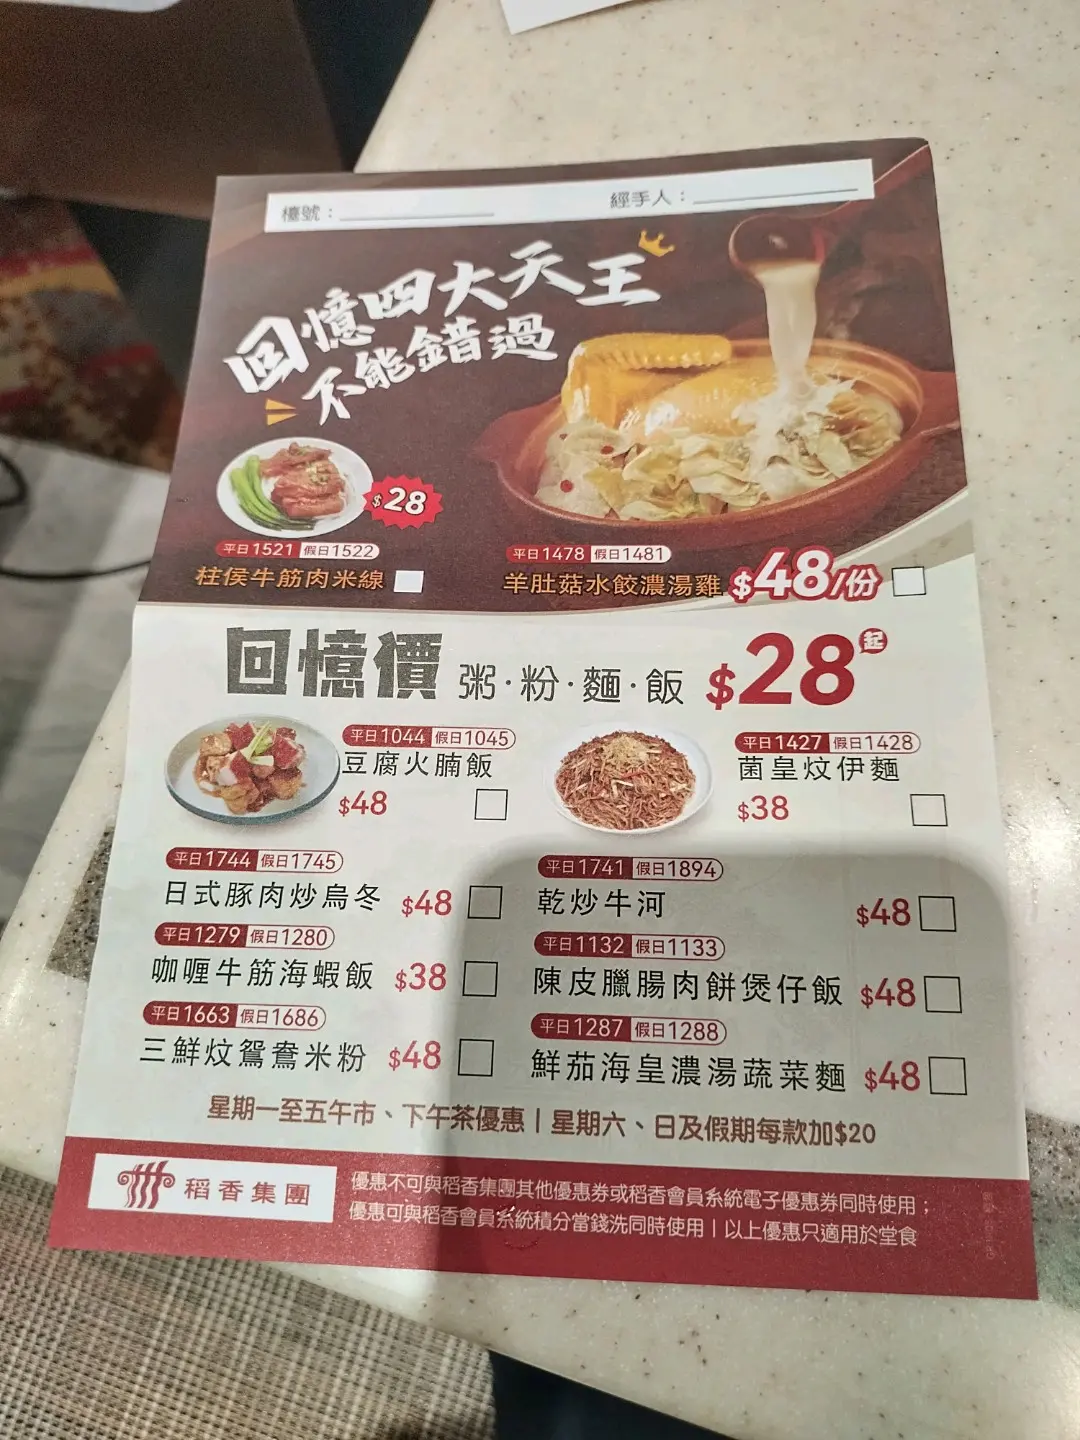 檯號：
經手人：
回憶四大天王
不能錯過
$28
平日1521 假日1522
柱侯牛筋肉米線
平日1478 假日1481
羊肚菇水餃濃湯雞 $48/份
回憶價 粥·粉·麵·飯 $28起
平日1044 假日1045
豆腐火腩飯
$48
平日1427 假日1428
菌皇炆伊麵
$38
平日1744 假日1745
日式豚肉炒烏冬 $48
平日1741 假日1894
乾炒牛河 $48
平日1279 假日1280
咖喱牛筋海蝦飯 $38
平日1132 假日1133
陳皮臘腸肉餅煲仔飯 $48
平日1663 假日1686
三鮮炆鴛鴦米粉 $48
平日1287 假日1288
鮮茄海皇濃湯蔬菜麵 $48
星期一至五午市、下午茶優惠 | 星期六、日及假期每款加$20
稻香集團
優惠不可與稻香集團其他優惠券或稻香會員系統電子優惠券同時使用；
優惠可與稻香會員系統積分當錢洗同時使用 | 以上優惠只適用於堂食